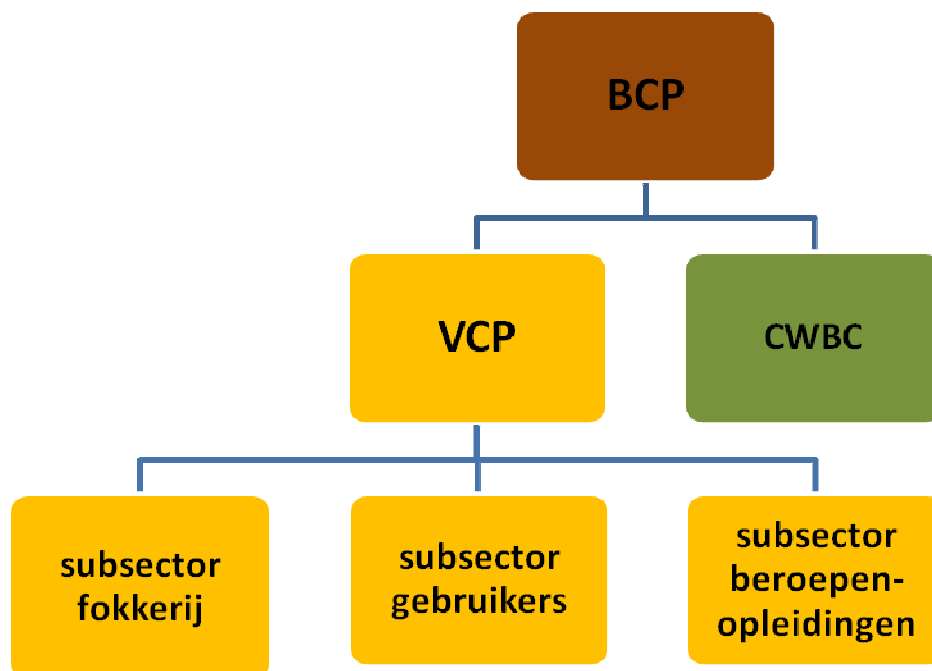 BCP
VCP
CWBC
subsector
fokkerij
subsector
gebruikers
subsector
beroepen-
opleidingen